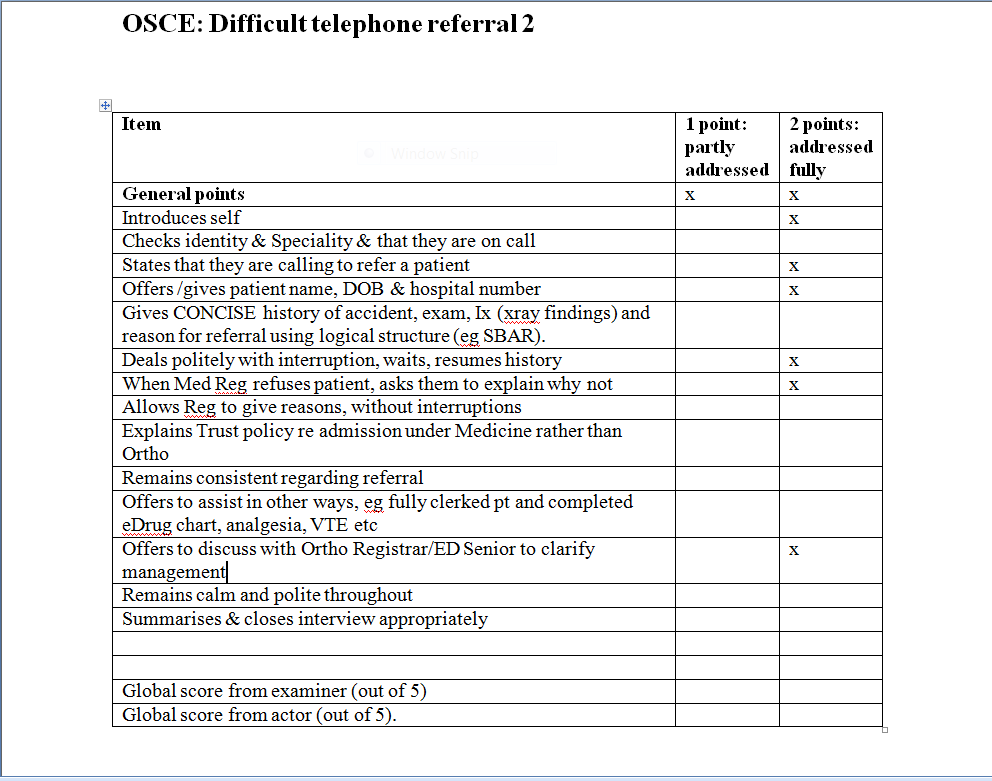 OSCE: Difficult telephone referral 2
Window Snip
Item 1 point: 2 points:
partly addressed
addressed fully
General points x x
Introduces self x
Checks identity & Speciality & that they are on call
States that they are calling to refer a patient x
Offers /gives patient name, DOB & hospital number x
Gives CONCISE history of accident, exam, Ix (xray findings) and
reason for referral using logical structure (eg SBAR).
Deals politely with interruption, waits, resumes history x
When Med Reg refuses patient, asks them to explain why not x
Allows Reg to give reasons, without interruptions
Explains Trust policy re admission under Medicine rather than
Ortho
Remains consistent regarding referral
Offers to assist in other ways, eg fully clerked pt and completed
eDrug chart, analgesia, VTE etc
Offers to discuss with Ortho Registrar/ED Senior to clarify x
management
Remains calm and polite throughout
Summarises & closes interview appropriately
Global score from examiner (out of 5)
Global score from actor (out of 5).